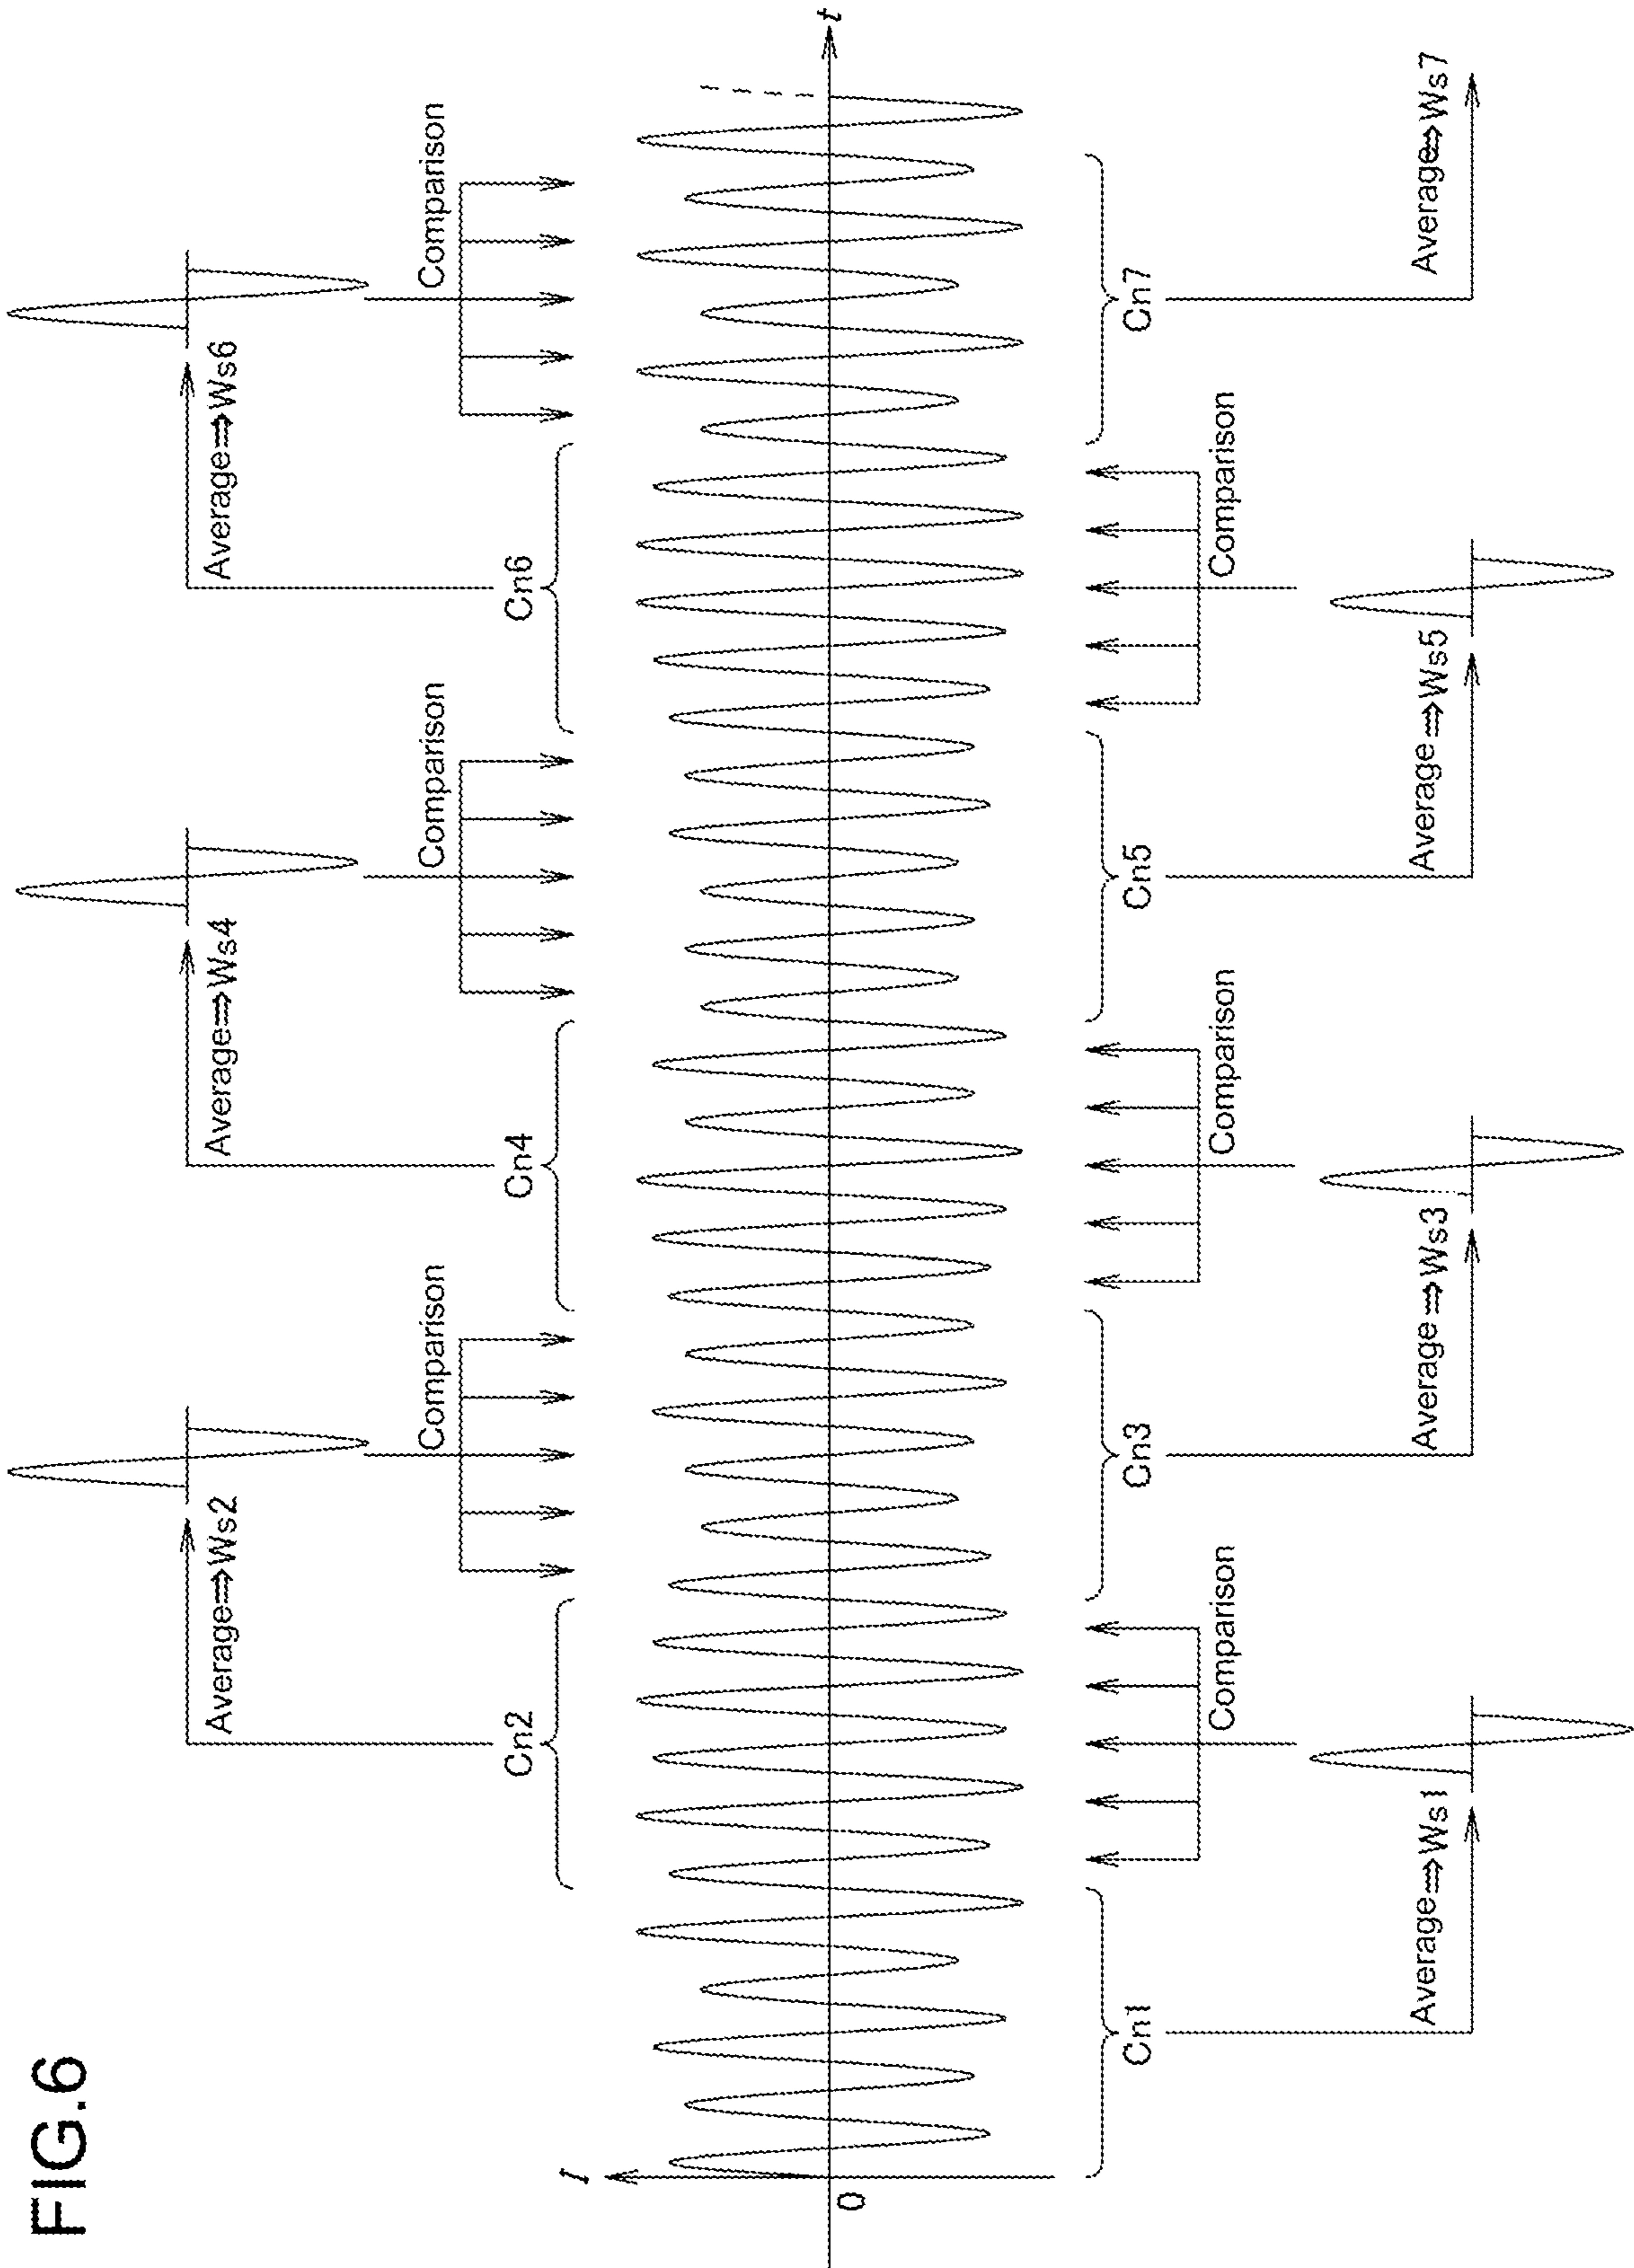 FIG.6
Average⇒Ws2
Average⇒Ws4
Average⇒Ws6
Comparison
Comparison
Comparison
Cn2
Cn4
Cn6
I
0
t
Cn1
Cn3
Cn5
Cn7
Comparison
Comparison
Comparison
Average⇒Ws1
Average⇒Ws3
Average⇒Ws5
Average⇒Ws7